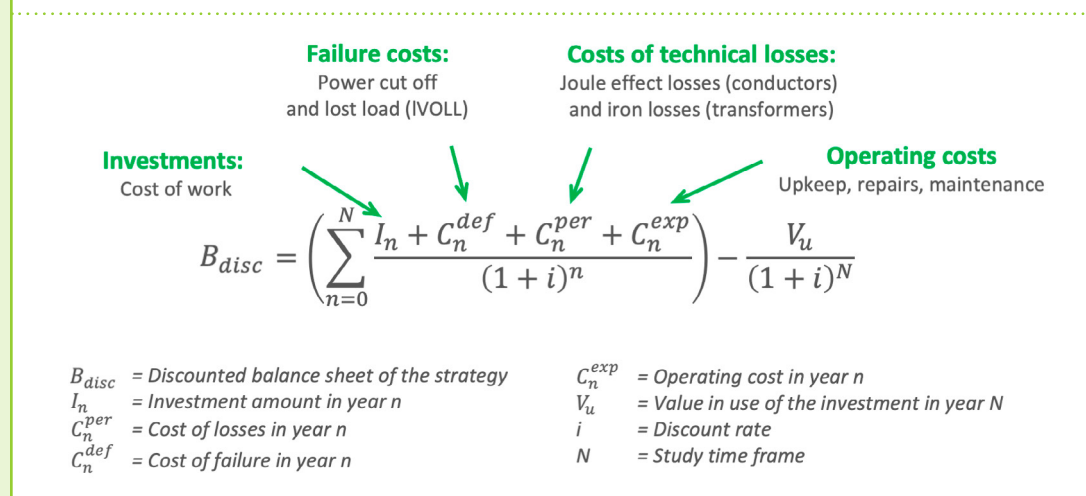 Failure costs:
Power cut off
and lost load (lVOLL)
Costs of technical losses:
Joule effect losses (conductors)
and iron losses (transformers)
Investments:
Cost of work
Operating costs
Upkeep, repairs, maintenance
B_disc = ( ∑_{n=0}^{N} (I_n + C_n^def + C_n^per + C_n^exp) / (1 + i)^n ) − V_u / (1 + i)^N
B_disc = Discounted balance sheet of the strategy
I_n = Investment amount in year n
C_n^per = Cost of losses in year n
C_n^def = Cost of failure in year n
C_n^exp = Operating cost in year n
V_u = Value in use of the investment in year N
i = Discount rate
N = Study time frame